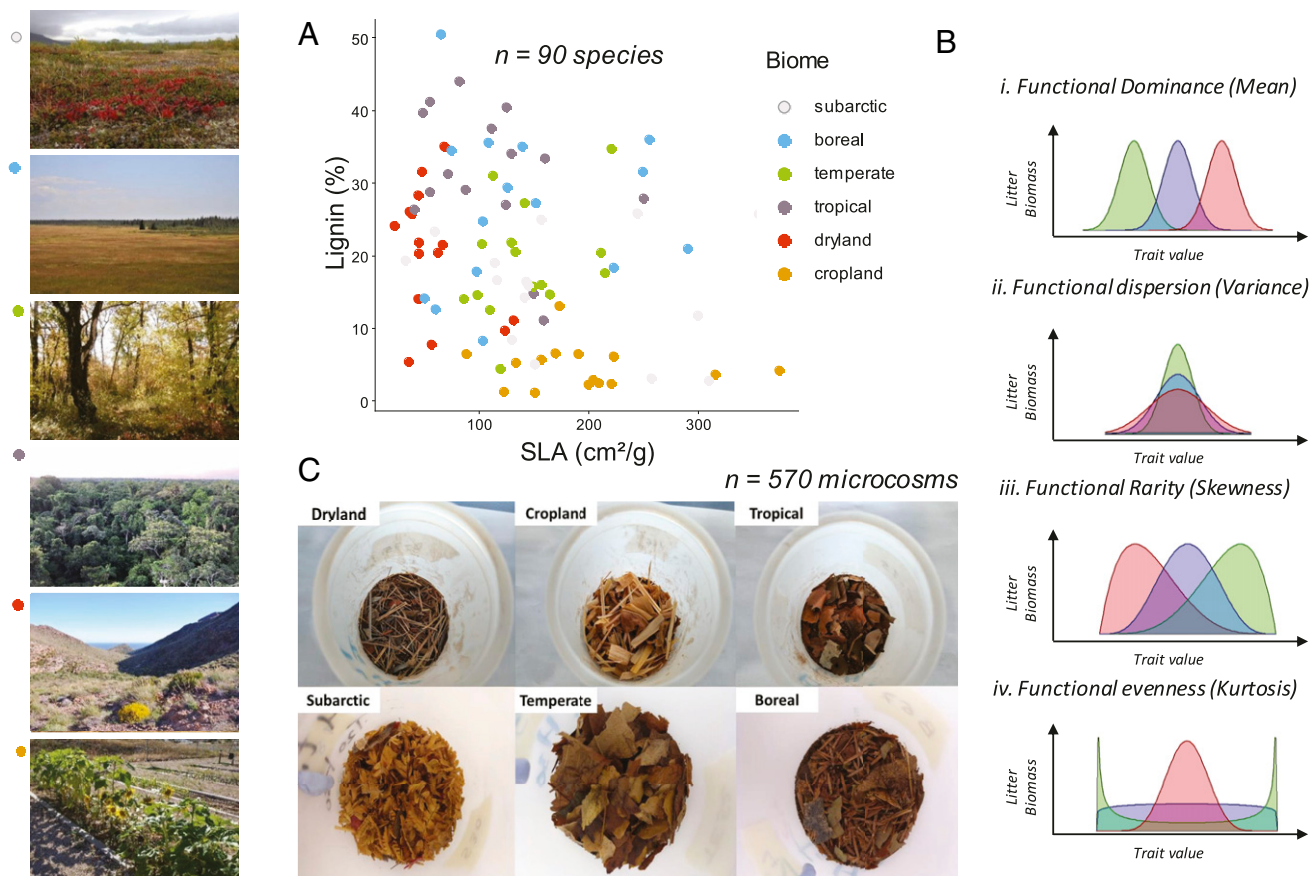 A
n = 90 species
Lignin (%)
50
40
30
20
10
0
100
200
300
SLA (cm²/g)
Biome
subarctic
boreal
temperate
tropical
dryland
cropland
B
i. Functional Dominance (Mean)
Litter
Biomass
Trait value
ii. Functional dispersion (Variance)
Litter
Biomass
Trait value
iii. Functional Rarity (Skewness)
Litter
Biomass
Trait value
iv. Functional evenness (Kurtosis)
Litter
Biomass
Trait value
C
n = 570 microcosms
Dryland
Cropland
Tropical
Subarctic
Temperate
Boreal